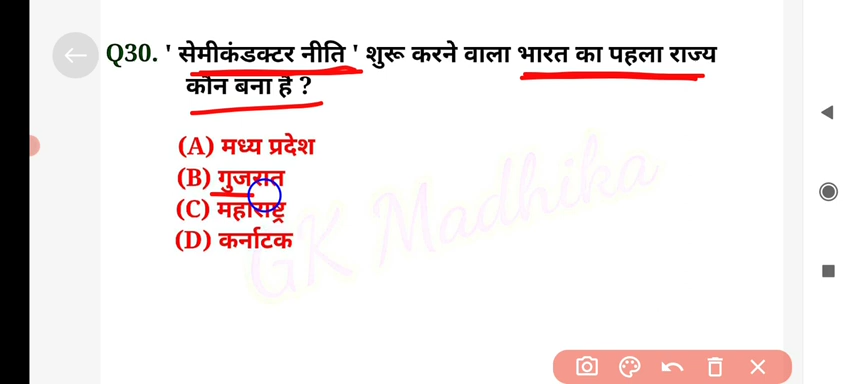 Q30. ' सेमीकंडक्टर नीति ' शुरू करने वाला भारत का पहला राज्य
कौन बना है ?
(A) मध्य प्रदेश
(B) गुजरात
(C) महाराष्ट्र
(D) कर्नाटक
GK Madhika